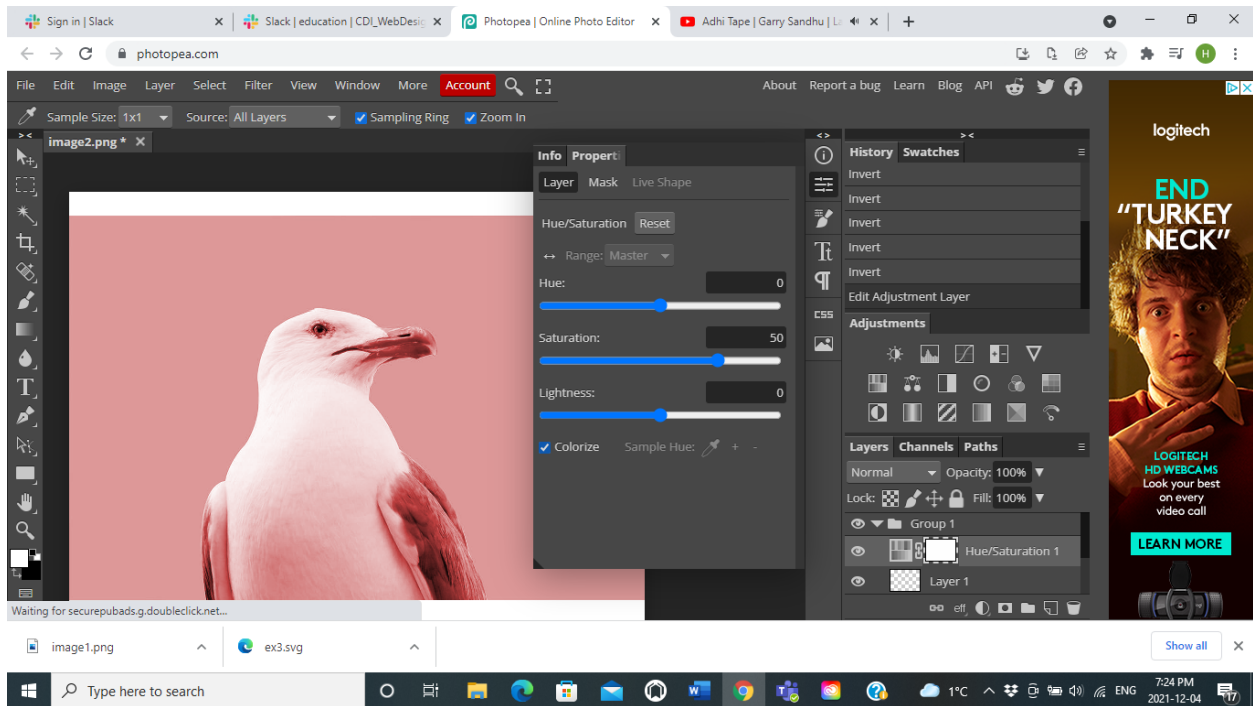 Sign in | Slack
Slack | education | CDI_WebDesig
Photopea | Online Photo Editor
Adhi Tape | Garry Sandhu | La
photopea.com
H
File Edit Image Layer Select Filter View Window More Account
About Report a bug Learn Blog API
Sample Size: 1x1 Source: All Layers Sampling Ring Zoom In
image2.png *
Info Properti
Layer Mask Live Shape
Hue/Saturation Reset
Range: Master
Hue: 0
Saturation: 50
Lightness: 0
Colorize Sample Hue: + -
CSS
History Swatches
Invert
Invert
Invert
Invert
Invert
Edit Adjustment Layer
Adjustments
Layers Channels Paths
Normal Opacity: 100%
Lock: Fill: 100%
Group 1
Hue/Saturation 1
Layer 1
eff
logitech
END
“TURKEY
NECK”
LOGITECH
HD WEBCAMS
Look your best
on every
video call
LEARN MORE
Waiting for securepubads.g.doubleclick.net...
image1.png
ex3.svg
Show all
Type here to search
1°C
ENG
7:24 PM
2021-12-04
17